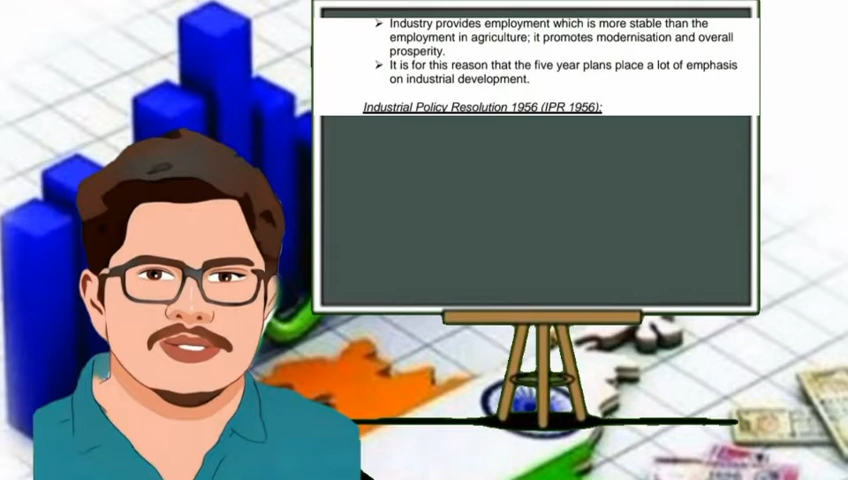 ➢ Industry provides employment which is more stable than the
employment in agriculture; it promotes modernisation and overall
prosperity.
➢ It is for this reason that the five year plans place a lot of emphasis
on industrial development.
Industrial Policy Resolution 1956 (IPR 1956):